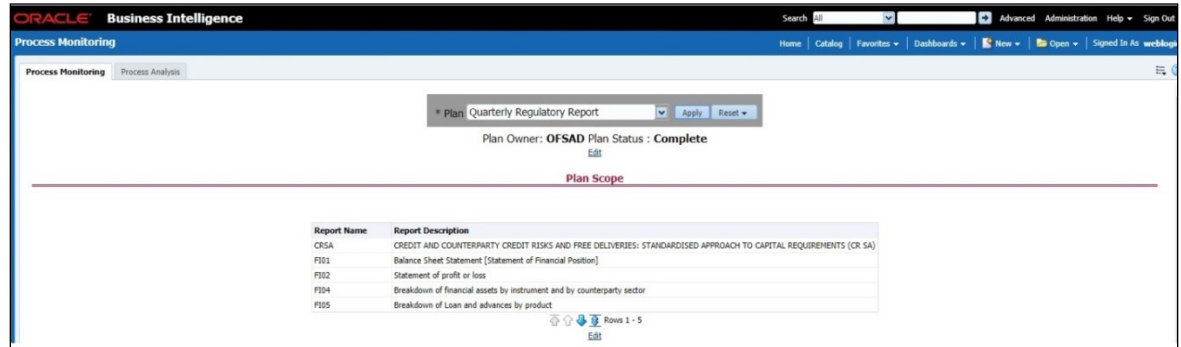 ORACLE Business Intelligence Search All Advanced Administration Help Sign Out
Process Monitoring Home Catalog Favorites Dashboards New Open Signed In As weblogi
Process Monitoring Process Analysis
* Plan Quarterly Regulatory Report Apply Reset
Plan Owner: OFSAD Plan Status : Complete
Edit
Plan Scope
Report Name Report Description
CRSA CREDIT AND COUNTERPARTY CREDIT RISKS AND FREE DELIVERIES: STANDARDISED APPROACH TO CAPITAL REQUIREMENTS (CR SA)
FI01 Balance Sheet Statement [Statement of Financial Position]
FI02 Statement of profit or loss
FI04 Breakdown of financial assets by instrument and by counterparty sector
FI05 Breakdown of Loan and advances by product
Rows 1 - 5
Edit